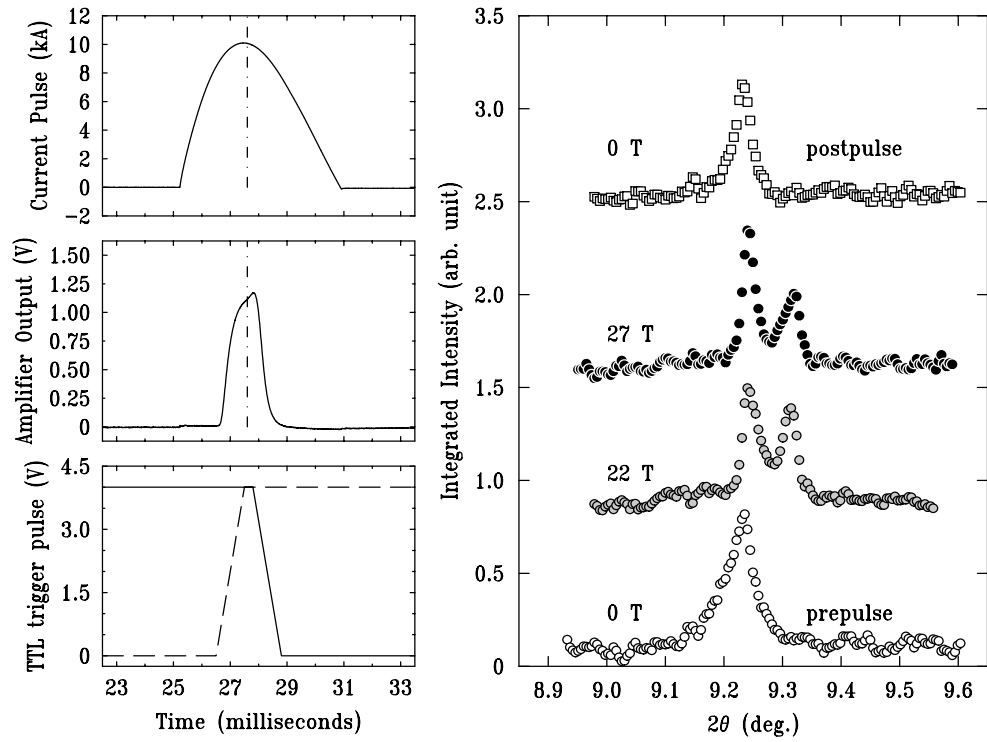 Current Pulse (kA)
12
10
8
6
4
2
0
−2
Amplifier Output (V)
1.50
1.25
1.00
0.75
0.50
0.25
0
TTL trigger pulse (V)
4.5
3.0
1.5
0
23 25 27 29 31 33
Time (milliseconds)
Integrated Intensity (arb. unit)
3.5
3.0
2.5
2.0
1.5
1.0
0.5
0
0 T postpulse
27 T
22 T
0 T prepulse
8.9 9.0 9.1 9.2 9.3 9.4 9.5 9.6
2θ (deg.)